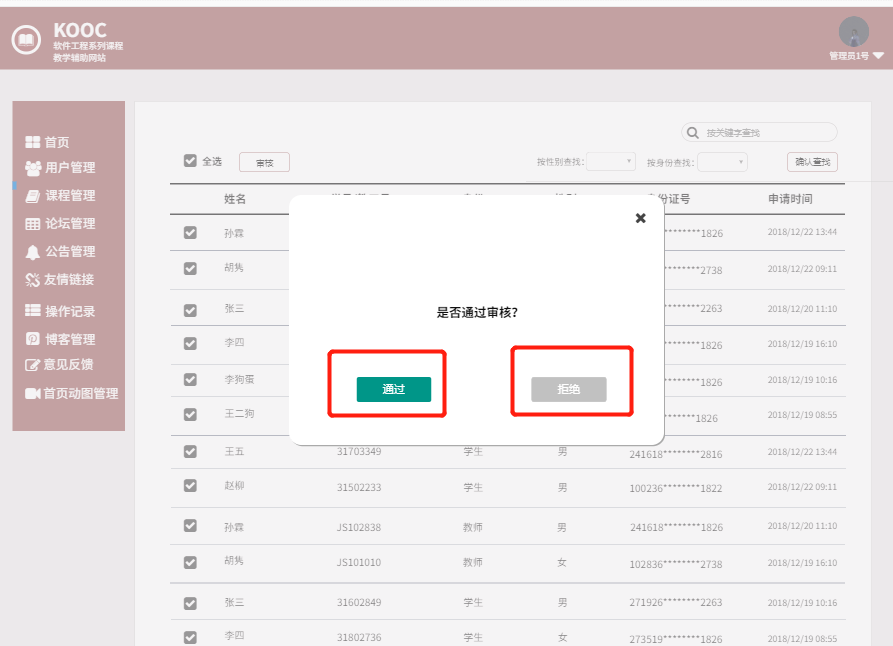 KOOC
软件工程系列课程
教学辅助网站
管理员1号
首页
用户管理
课程管理
论坛管理
公告管理
友情链接
操作记录
博客管理
意见反馈
首页动图管理
按关键字查找
全选
审核
按性别查找:
按身份查找:
确认查找
姓名 份证号 申请时间
孙霖 ********1826 2018/12/22 13:44
胡隽 ********2738 2018/12/22 09:11
张三 ********2263 2018/12/20 11:10
李四 ********1826 2018/12/19 16:10
李狗蛋 ********1826 2018/12/19 10:16
王二狗 ******1826 2018/12/19 08:55
是否通过审核?
通过
拒绝
王五 31703349 学生 男 241618********2816 2018/12/22 13:44
赵柳 31502233 学生 男 100236********1822 2018/12/22 09:11
孙霖 JS102838 教师 男 241618********1826 2018/12/20 11:10
胡隽 JS101010 教师 女 102836********2738 2018/12/19 16:10
张三 31602849 学生 男 271926********2263 2018/12/19 10:16
李四 31802736 学生 女 273519********1826 2018/12/19 08:55